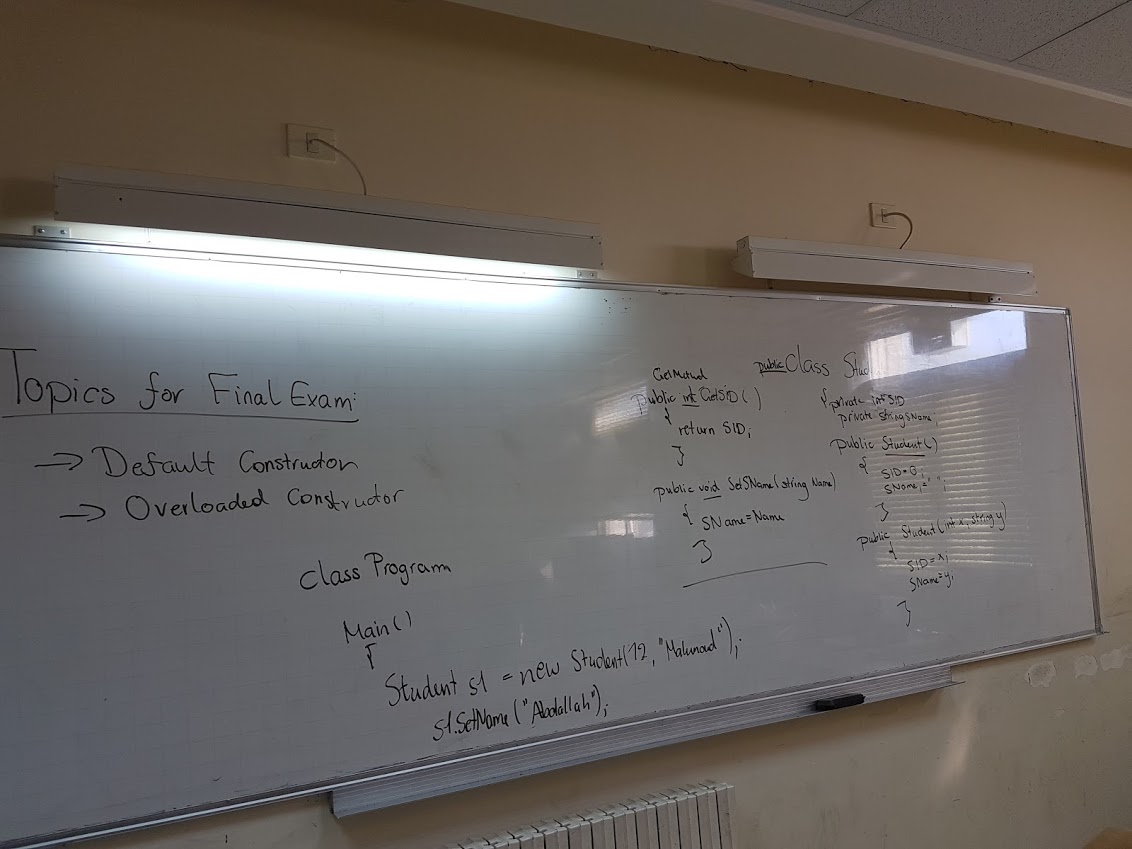 Topics for Final Exam:
→ Default Constructor
→ Overloaded Constructor
class Program
Main()
{
Student s1 = new Student(12, "Mahmoud");
s1.SetName("Abdallah");
GetMethod
public int GetSID()
{
return SID;
}
public void SetSName(string Name)
{
SName=Name
}
public Class Stud
{private int SID
private string SName;
public Student()
{
SID=0;
SName=" ";
}
public Student(int x, string y)
{
SID=x;
SName=y;
}